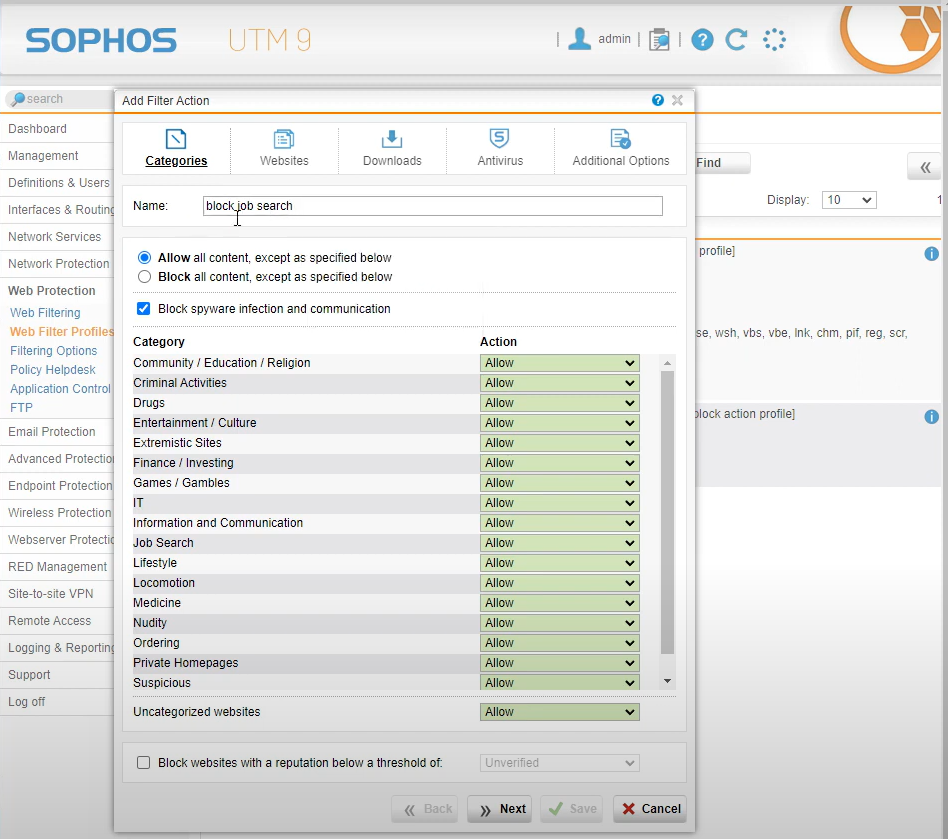 SOPHOS UTM 9
| admin | | ?
search
Dashboard
Management
Definitions & Users
Interfaces & Routing
Network Services
Network Protection
Web Protection
Web Filtering
Web Filter Profiles
Filtering Options
Policy Helpdesk
Application Control
FTP
Email Protection
Advanced Protection
Endpoint Protection
Wireless Protection
Webserver Protectio
RED Management
Site-to-site VPN
Remote Access
Logging & Reporting
Support
Log off
Add Filter Action
Categories Websites Downloads Antivirus Additional Options
Name: block job search
Allow all content, except as specified below
Block all content, except as specified below
Block spyware infection and communication
Category Action
Community / Education / Religion Allow
Criminal Activities Allow
Drugs Allow
Entertainment / Culture Allow
Extremistic Sites Allow
Finance / Investing Allow
Games / Gambles Allow
IT Allow
Information and Communication Allow
Job Search Allow
Lifestyle Allow
Locomotion Allow
Medicine Allow
Nudity Allow
Ordering Allow
Private Homepages Allow
Suspicious Allow
Uncategorized websites Allow
Block websites with a reputation below a threshold of: Unverified
« Back » Next Save Cancel
Find
«
Display: 10 1
profile]
se, wsh, vbs, vbe, lnk, chm, pif, reg, scr,
block action profile]